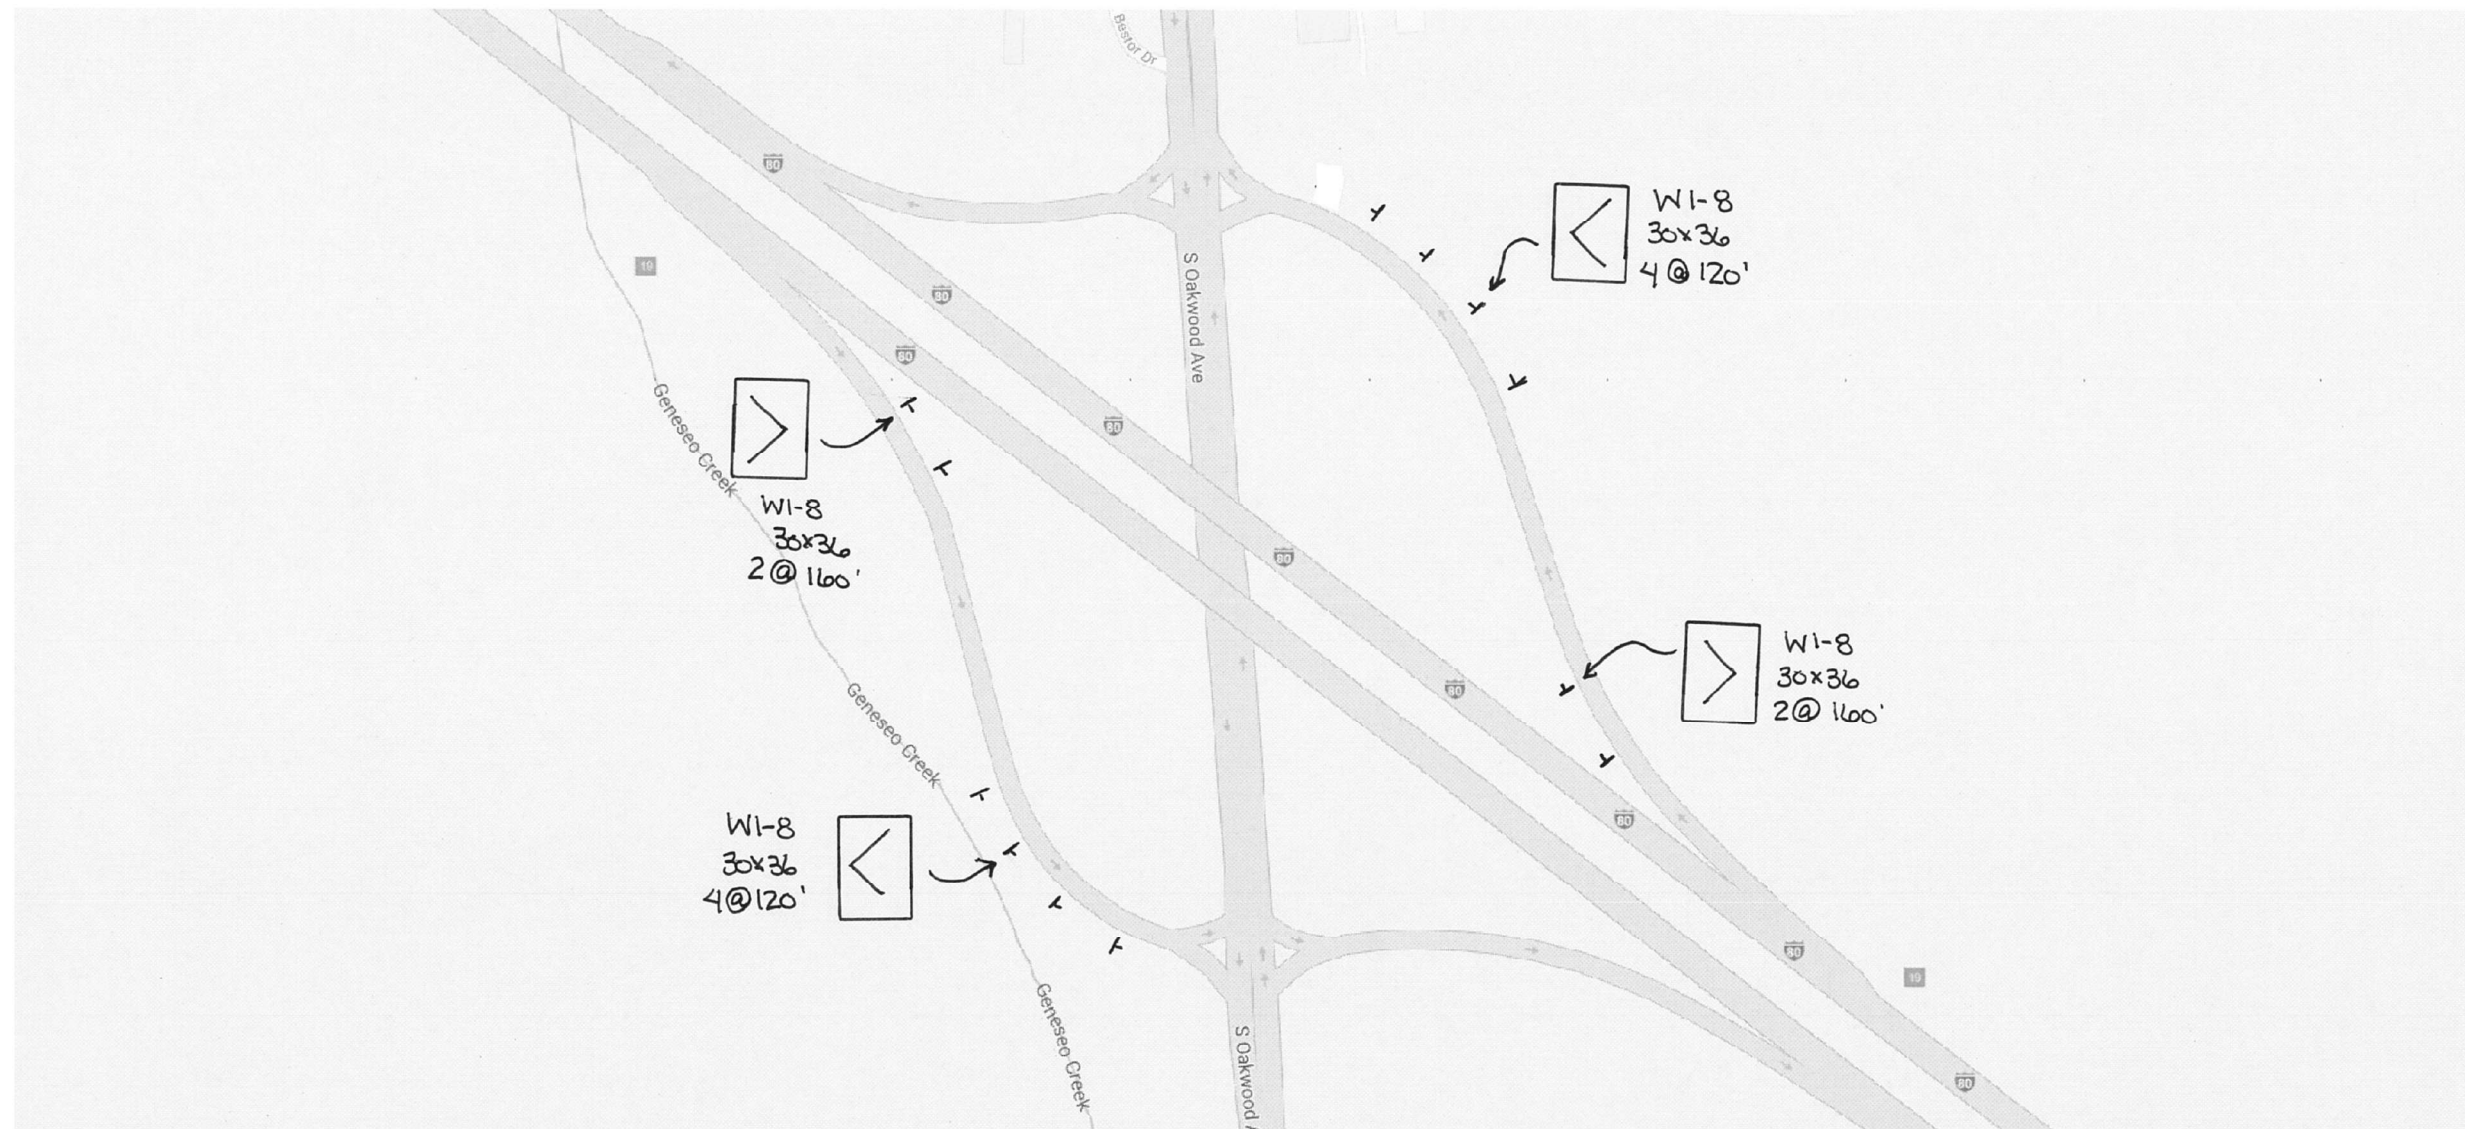 Bestor Dr
80
W1-8
30x36
4 @ 120'
S Oakwood Ave
19
80
80
80
Geneseo Creek
W1-8
30x36
2 @ 160'
80
W1-8
30x36
2 @ 160'
80
80
Geneseo Creek
W1-8
30x36
4 @ 120'
80
80
19
Geneseo Creek
S Oakwood A
80